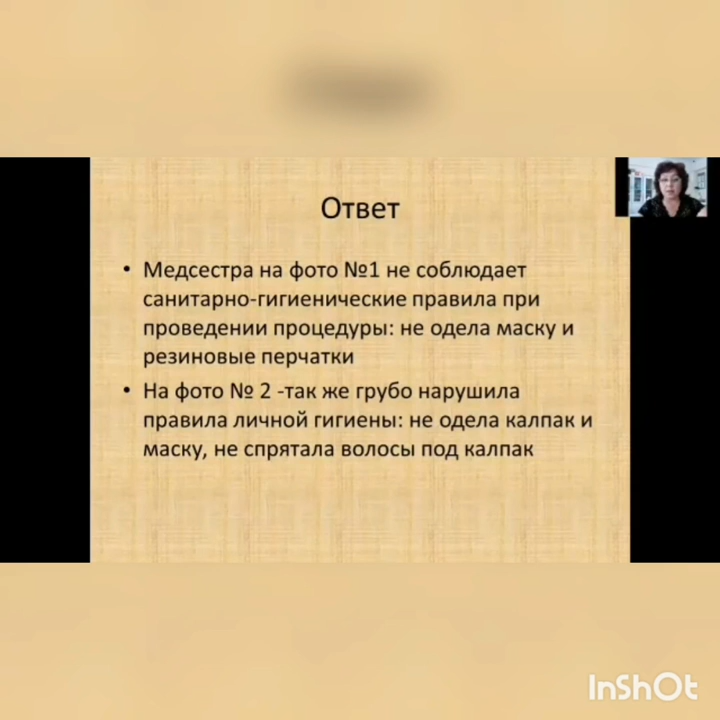 Ответ
• Медсестра на фото №1 не соблюдает
санитарно-гигиенические правила при
проведении процедуры: не одела маску и
резиновые перчатки
• На фото № 2 -так же грубо нарушила
правила личной гигиены: не одела калпак и
маску, не спрятала волосы под калпак
InShOt